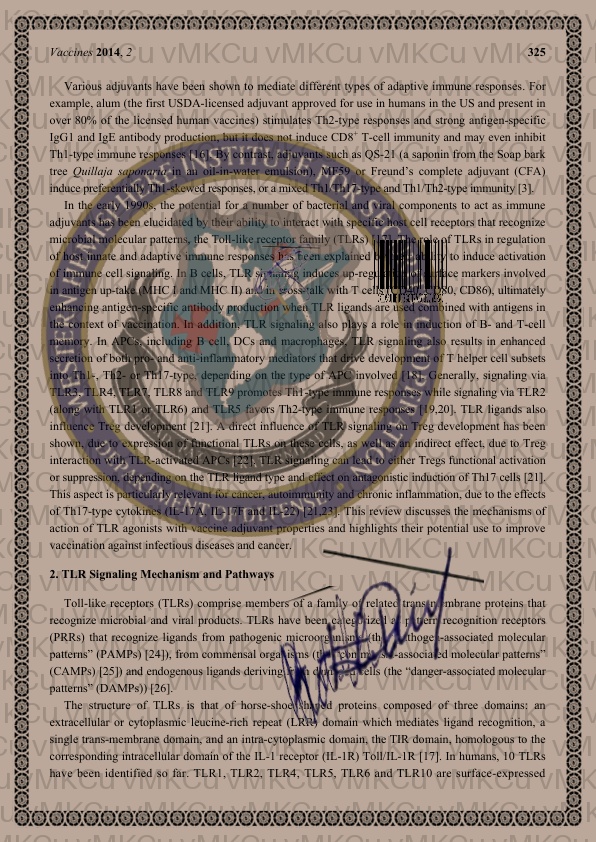 Vaccines 2014, 2 325
Various adjuvants have been shown to mediate different types of adaptive immune responses. For
example, alum (the first USDA-licensed adjuvant approved for use in humans in the US and present in
over 80% of the licensed human vaccines) stimulates Th2-type responses and strong antigen-specific
IgG1 and IgE antibody production, but it does not induce CD8⁺ T-cell immunity and may even inhibit
Th1-type immune responses [16]. By contrast, adjuvants such as QS-21 (a saponin from the Soap bark
tree Quillaja saponaria in an oil-in-water emulsion), MF59 or Freund's complete adjuvant (CFA)
induce preferentially Th1-skewed responses, or a mixed Th1/Th17-type and Th1/Th2-type immunity [3].
In the early 1990s, the potential for a number of bacterial and viral components to act as immune
adjuvants has been elucidated by their ability to interact with specific host cell receptors that recognize
microbial molecular patterns, the Toll-like receptors family (TLRs) the role of TLRs in regulation
of host innate and adaptive immune responses has been explained by to induce activation
of immune cell signaling. In B cells, TLR signaling induces up-regulation surface markers involved
in antigen up-take (MHC I and MHC II) and in cross-talk with T cells CD80, CD86), ultimately
enhancing antigen-specific antibody production when TLR ligands are used combined with antigens in
the context of vaccination. In addition, TLR signaling also plays a role in induction of B- and T-cell
memory. In APCs, including cell, DCs and macrophages, TLR signaling also results in enhanced
secretion of both pro- anti-inflammatory mediators that drive development of T helper cell subsets
into Th1-, Th2- or Th17-type, depending on the type of APC involved [18]. Generally, signaling via
TLR3, TLR4, TLR7, TLR8 and TLR9 promotes Th1-type immune responses while signaling via TLR2
(along with TLR1 or TLR6) and TLR5 favors Th2-type immune responses [19,20]. TLR ligands also
influence Treg development [21]. A direct influence of TLR signaling on Treg development has been
shown, due to expression of functional TLRs on these cells, as well as an indirect effect, due to Treg
interaction with TLR-activated APCs [22]. TLR signaling can lead to either Tregs functional activation
or suppression, depending on the TLR ligand type and effect on antagonistic induction of Th17 cells [21].
This aspect is particularly relevant for cancer, autoimmunity and chronic inflammation, due to the effects
of Th17-type cytokines (IL-17A, IL-17F and IL-22) [21,23]. This review discusses the mechanisms of
action of TLR agonists with vaccine adjuvant properties and highlights their potential use to improve
vaccination against infectious diseases and cancer.
2. TLR Signaling Mechanism and Pathways
Toll-like receptors (TLRs) comprise members of a family of related trans-membrane proteins that
recognize microbial and viral products. TLRs have been categorized as pattern recognition receptors
(PRRs) that recognize ligands from pathogenic microorganisms (the "pathogen-associated molecular
patterns" (PAMPs) [24]), from commensal organisms (the "commensal-associated molecular patterns"
(CAMPs) [25]) and endogenous ligands deriving from damaged cells (the "danger-associated molecular
patterns" (DAMPs)) [26].
The structure of TLRs is that of horse-shoe shaped proteins composed of three domains: an
extracellular or cytoplasmic leucine-rich repeat (LRR) domain which mediates ligand recognition, a
single trans-membrane domain, and an intra-cytoplasmic domain, the TIR domain, homologous to the
corresponding intracellular domain of the IL-1 receptor (IL-1R) Toll/IL-1R [17]. In humans, 10 TLRs
have been identified so far. TLR1, TLR2, TLR4, TLR5, TLR6 and TLR10 are surface-expressed